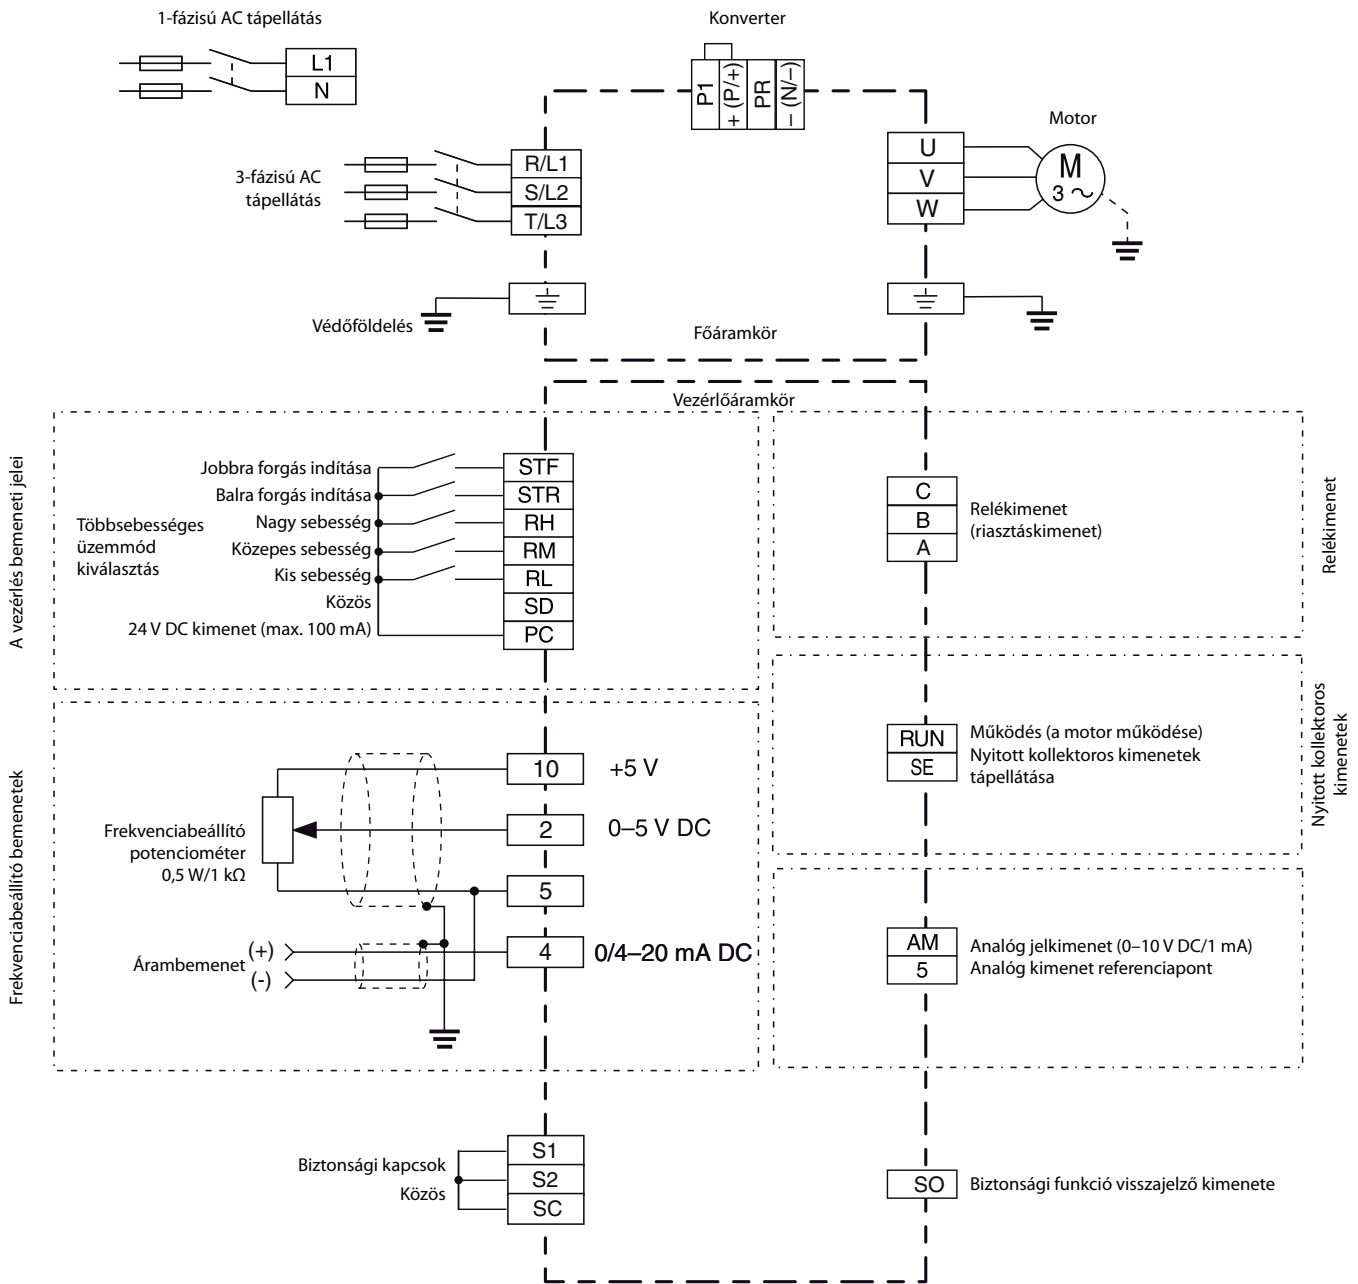 1-fázisú AC tápellátás
L1
N
Konverter
P1
+ (P/+)
PR
– (N/–)
3-fázisú AC
tápellátás
R/L1
S/L2
T/L3
U
V
W
Motor
M
3 ~
Védőföldelés
Főáramkör
Vezérlőáramkör
A vezérlés bemeneti jelei
Többsebességes
üzemmód
kiválasztás
Jobbra forgás indítása
Balra forgás indítása
Nagy sebesség
Közepes sebesség
Kis sebesség
Közös
24 V DC kimenet (max. 100 mA)
STF
STR
RH
RM
RL
SD
PC
C
B
A
Relékimenet
(riasztáskimenet)
Relékimenet
Frekvenciabeállító bemenetek
Frekvenciabeállító
potenciométer
0,5 W/1 kΩ
10
+5 V
2
0–5 V DC
5
Árambemenet
(+)
(-)
4
0/4–20 mA DC
RUN
SE
Működés (a motor működése)
Nyitott kollektoros kimenetek
tápellátása
Nyitott kollektoros
kimenetek
AM
5
Analóg jelkimenet (0–10 V DC/1 mA)
Analóg kimenet referenciapont
Biztonsági kapcsok
Közös
S1
S2
SC
SO
Biztonsági funkció visszajelző kimenete